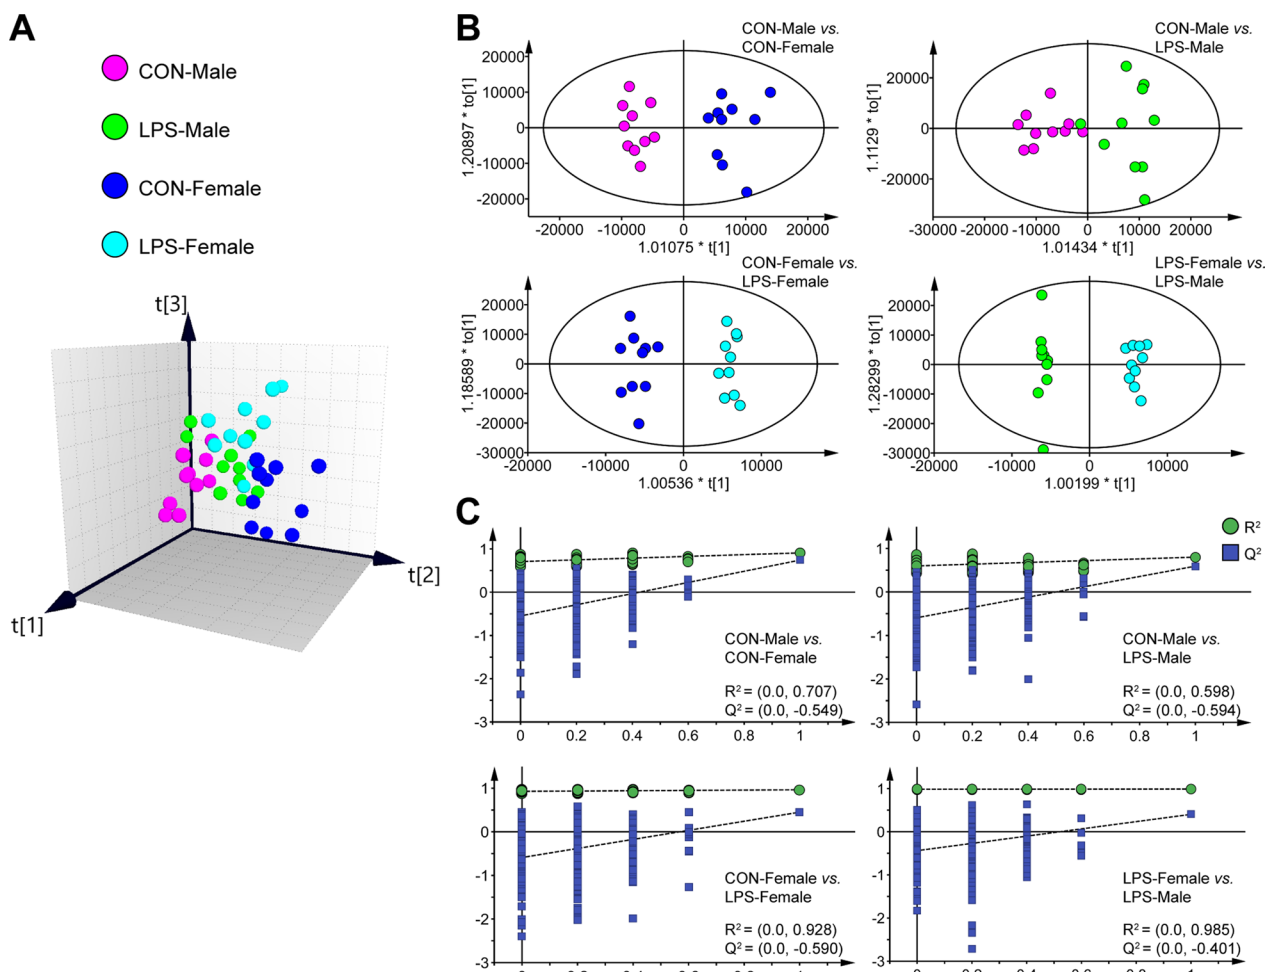 A
CON-Male
LPS-Male
CON-Female
LPS-Female
t[3]
t[2]
t[1]
B
CON-Male vs.
CON-Female
20000
10000
0
-10000
-20000
1.20897 * to[1]
-20000 -10000 0 10000 20000
1.01075 * t[1]
CON-Male vs.
LPS-Male
20000
0
-20000
1.1129 * to[1]
-30000 -20000 -10000 0 10000 20000
1.01434 * t[1]
CON-Female vs.
LPS-Female
20000
10000
0
-10000
-20000
-30000
1.18589 * to[1]
-20000 -10000 0 10000
1.00536 * t[1]
LPS-Female vs.
LPS-Male
20000
10000
0
-10000
-20000
-30000
1.28299 * to[1]
-20000 -10000 0 10000
1.00199 * t[1]
C
R²
Q²
1
0
-1
-2
-3
CON-Male vs.
CON-Female
R² = (0.0, 0.707)
Q² = (0.0, -0.549)
0 0.2 0.4 0.6 0.8 1
1
0
-1
-2
-3
CON-Male vs.
LPS-Male
R² = (0.0, 0.598)
Q² = (0.0, -0.594)
0 0.2 0.4 0.6 0.8 1
1
0
-1
-2
-3
CON-Female vs.
LPS-Female
R² = (0.0, 0.928)
Q² = (0.0, -0.590)
1
0
-1
-2
-3
LPS-Female vs.
LPS-Male
R² = (0.0, 0.985)
Q² = (0.0, -0.401)